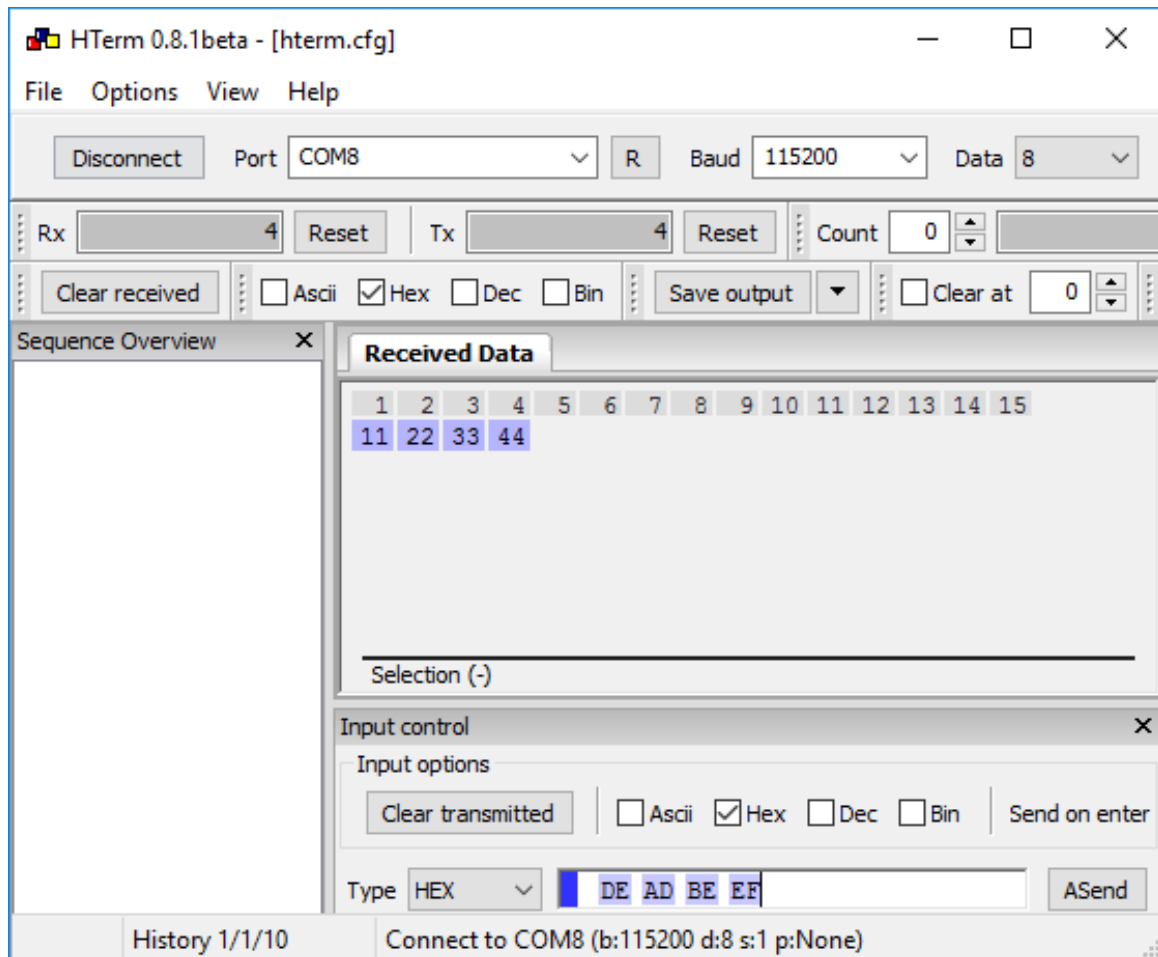 HTerm 0.8.1beta - [hterm.cfg]
File Options View Help
Disconnect Port COM8 R Baud 115200 Data 8
Rx 4 Reset Tx 4 Reset Count 0
Clear received Ascii Hex Dec Bin Save output Clear at 0
Sequence Overview
Received Data
1 2 3 4 5 6 7 8 9 10 11 12 13 14 15
11 22 33 44
Selection (-)
Input control
Input options
Clear transmitted Ascii Hex Dec Bin Send on enter
Type HEX DE AD BE EF ASend
History 1/1/10 Connect to COM8 (b:115200 d:8 s:1 p:None)